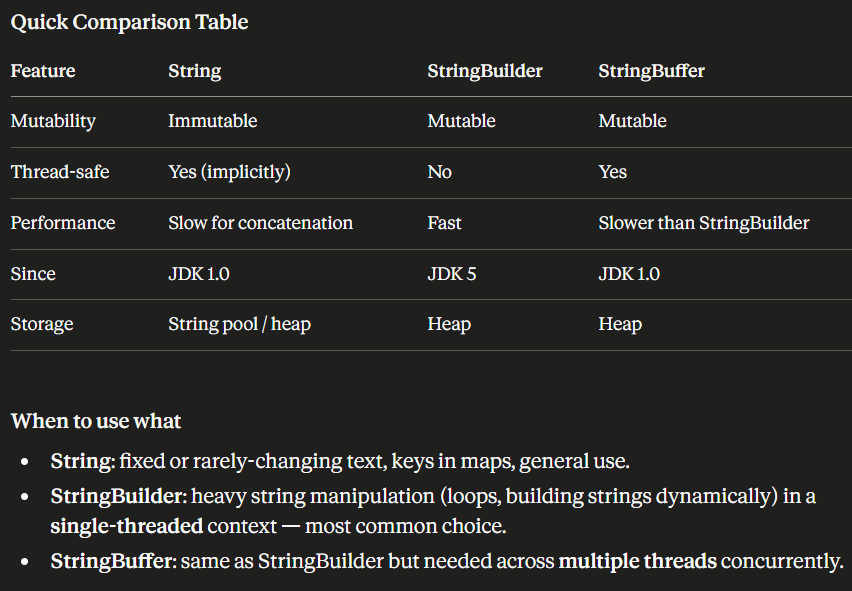 Quick Comparison Table
Feature String StringBuilder StringBuffer
Mutability Immutable Mutable Mutable
Thread-safe Yes (implicitly) No Yes
Performance Slow for concatenation Fast Slower than StringBuilder
Since JDK 1.0 JDK 5 JDK 1.0
Storage String pool / heap Heap Heap
When to use what
• String: fixed or rarely-changing text, keys in maps, general use.
• StringBuilder: heavy string manipulation (loops, building strings dynamically) in a
single-threaded context — most common choice.
• StringBuffer: same as StringBuilder but needed across multiple threads concurrently.